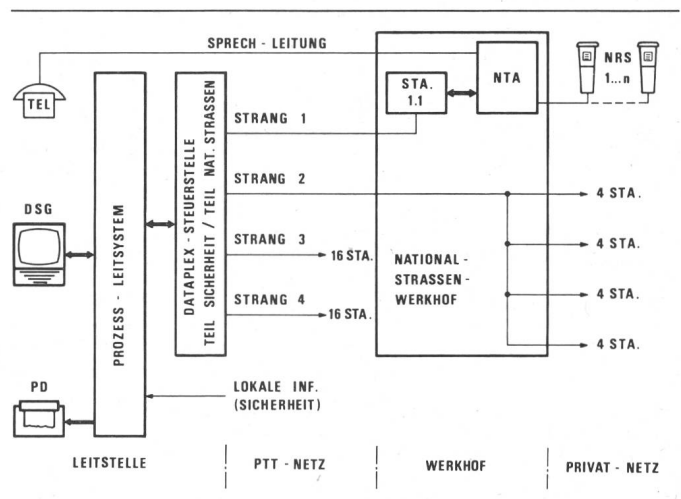 SPRECH - LEITUNG
TEL
STA.
1.1
NTA
NRS
1...n
STRANG 1
STRANG 2
STRANG 3
STRANG 4
16 STA.
16 STA.
4 STA.
4 STA.
4 STA.
4 STA.
DSG
PD
PROZESS - LEITSYSTEM
DATAPLEX - STEUERSTELLE
TEIL SICHERHEIT / TEIL NAT. STRASSEN
NATIONAL -
STRASSEN -
WERKHOF
LOKALE INF.
(SICHERHEIT)
LEITSTELLE
PTT - NETZ
WERKHOF
PRIVAT - NETZ